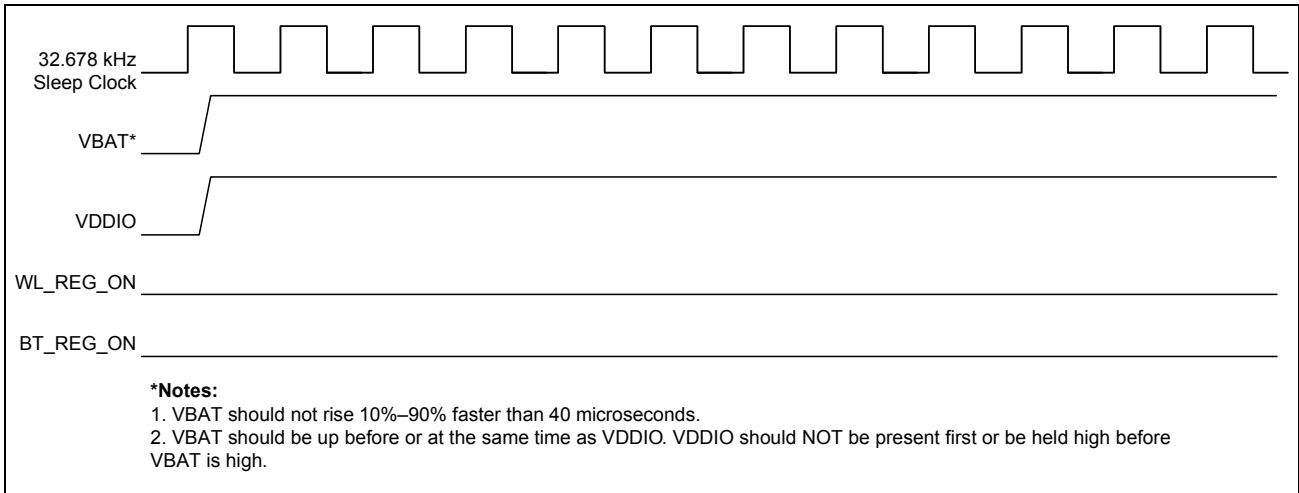 32.678 kHz
Sleep Clock
VBAT*
VDDIO
WL_REG_ON
BT_REG_ON
*Notes:
1. VBAT should not rise 10%–90% faster than 40 microseconds.
2. VBAT should be up before or at the same time as VDDIO. VDDIO should NOT be present first or be held high before
VBAT is high.